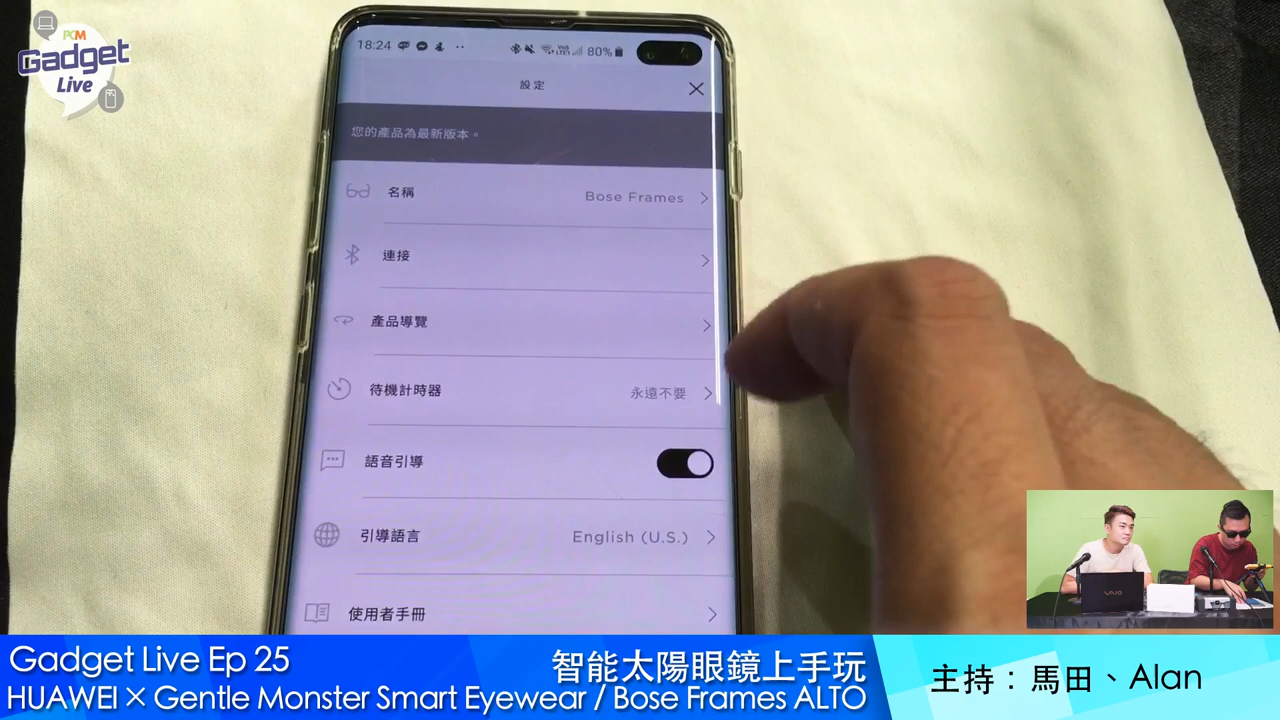 PCM
Gadget
Live
18:24
80%
設定
您的產品為最新版本。
名稱
Bose Frames
連接
產品導覽
待機計時器
永遠不要
語音引導
引導語言
English (U.S.)
使用者手冊
VAIO
Gadget Live Ep 25
智能太陽眼鏡上手玩
HUAWEI × Gentle Monster Smart Eyewear / Bose Frames ALTO
主持：馬田、Alan